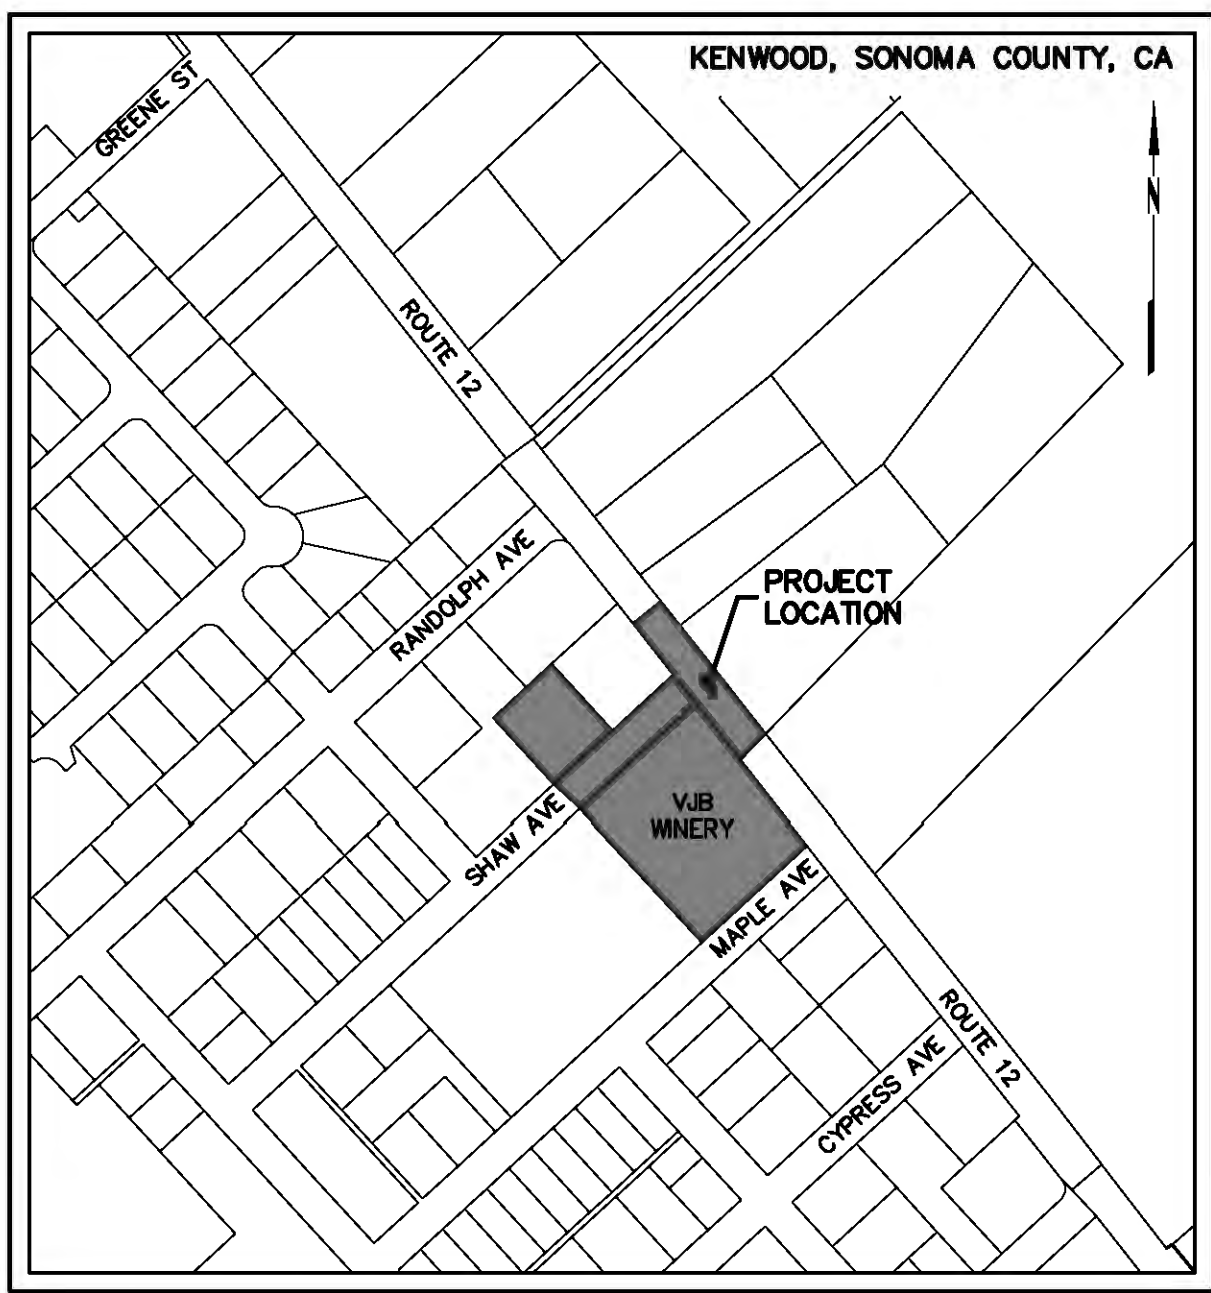 KENWOOD, SONOMA COUNTY, CA
GREENE ST
N
ROUTE 12
RANDOLPH AVE
PROJECT
LOCATION
VJB
WINERY
SHAW AVE
MAPLE AVE
ROUTE 12
CYPRESS AVE